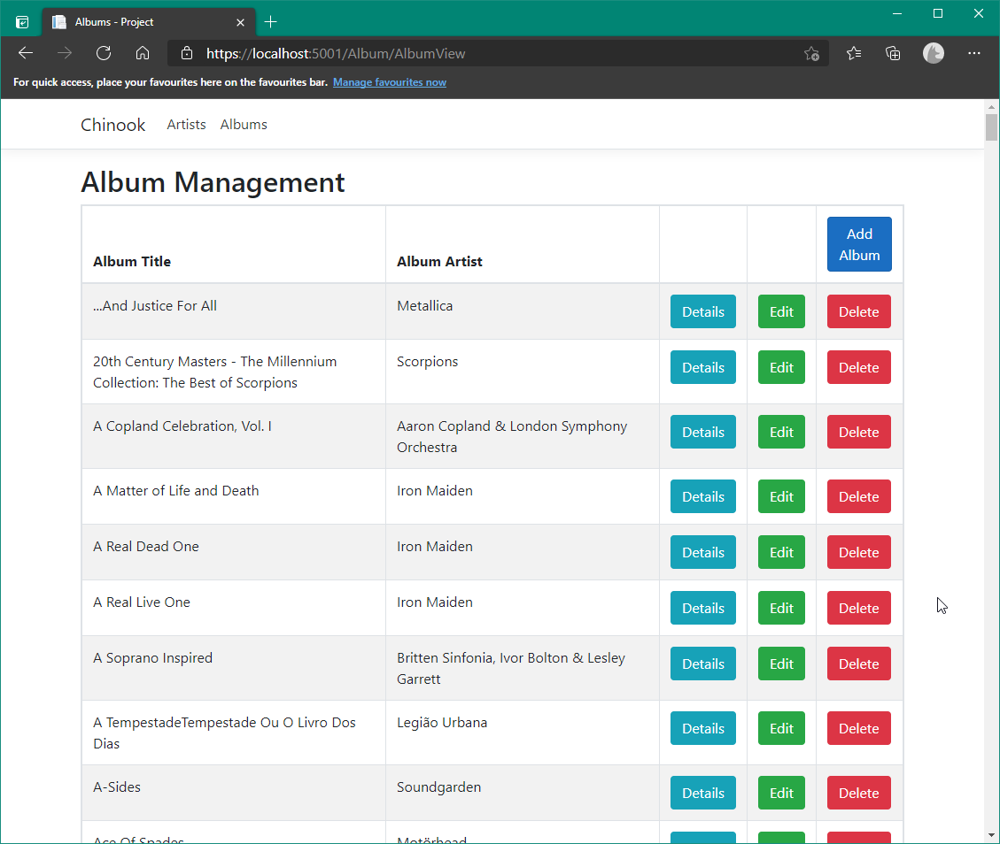 Albums - Project
https://localhost:5001/Album/AlbumView
For quick access, place your favourites here on the favourites bar. Manage favourites now
Chinook Artists Albums
Album Management
Add
Album
Album Title Album Artist
...And Justice For All Metallica Details Edit Delete
20th Century Masters - The Millennium Scorpions Details Edit Delete
Collection: The Best of Scorpions
A Copland Celebration, Vol. I Aaron Copland & London Symphony Details Edit Delete
Orchestra
A Matter of Life and Death Iron Maiden Details Edit Delete
A Real Dead One Iron Maiden Details Edit Delete
A Real Live One Iron Maiden Details Edit Delete
A Soprano Inspired Britten Sinfonia, Ivor Bolton & Lesley Details Edit Delete
Garrett
A TempestadeTempestade Ou O Livro Dos Legião Urbana Details Edit Delete
Dias
A-Sides Soundgarden Details Edit Delete
Ace Of Spades Motörhead